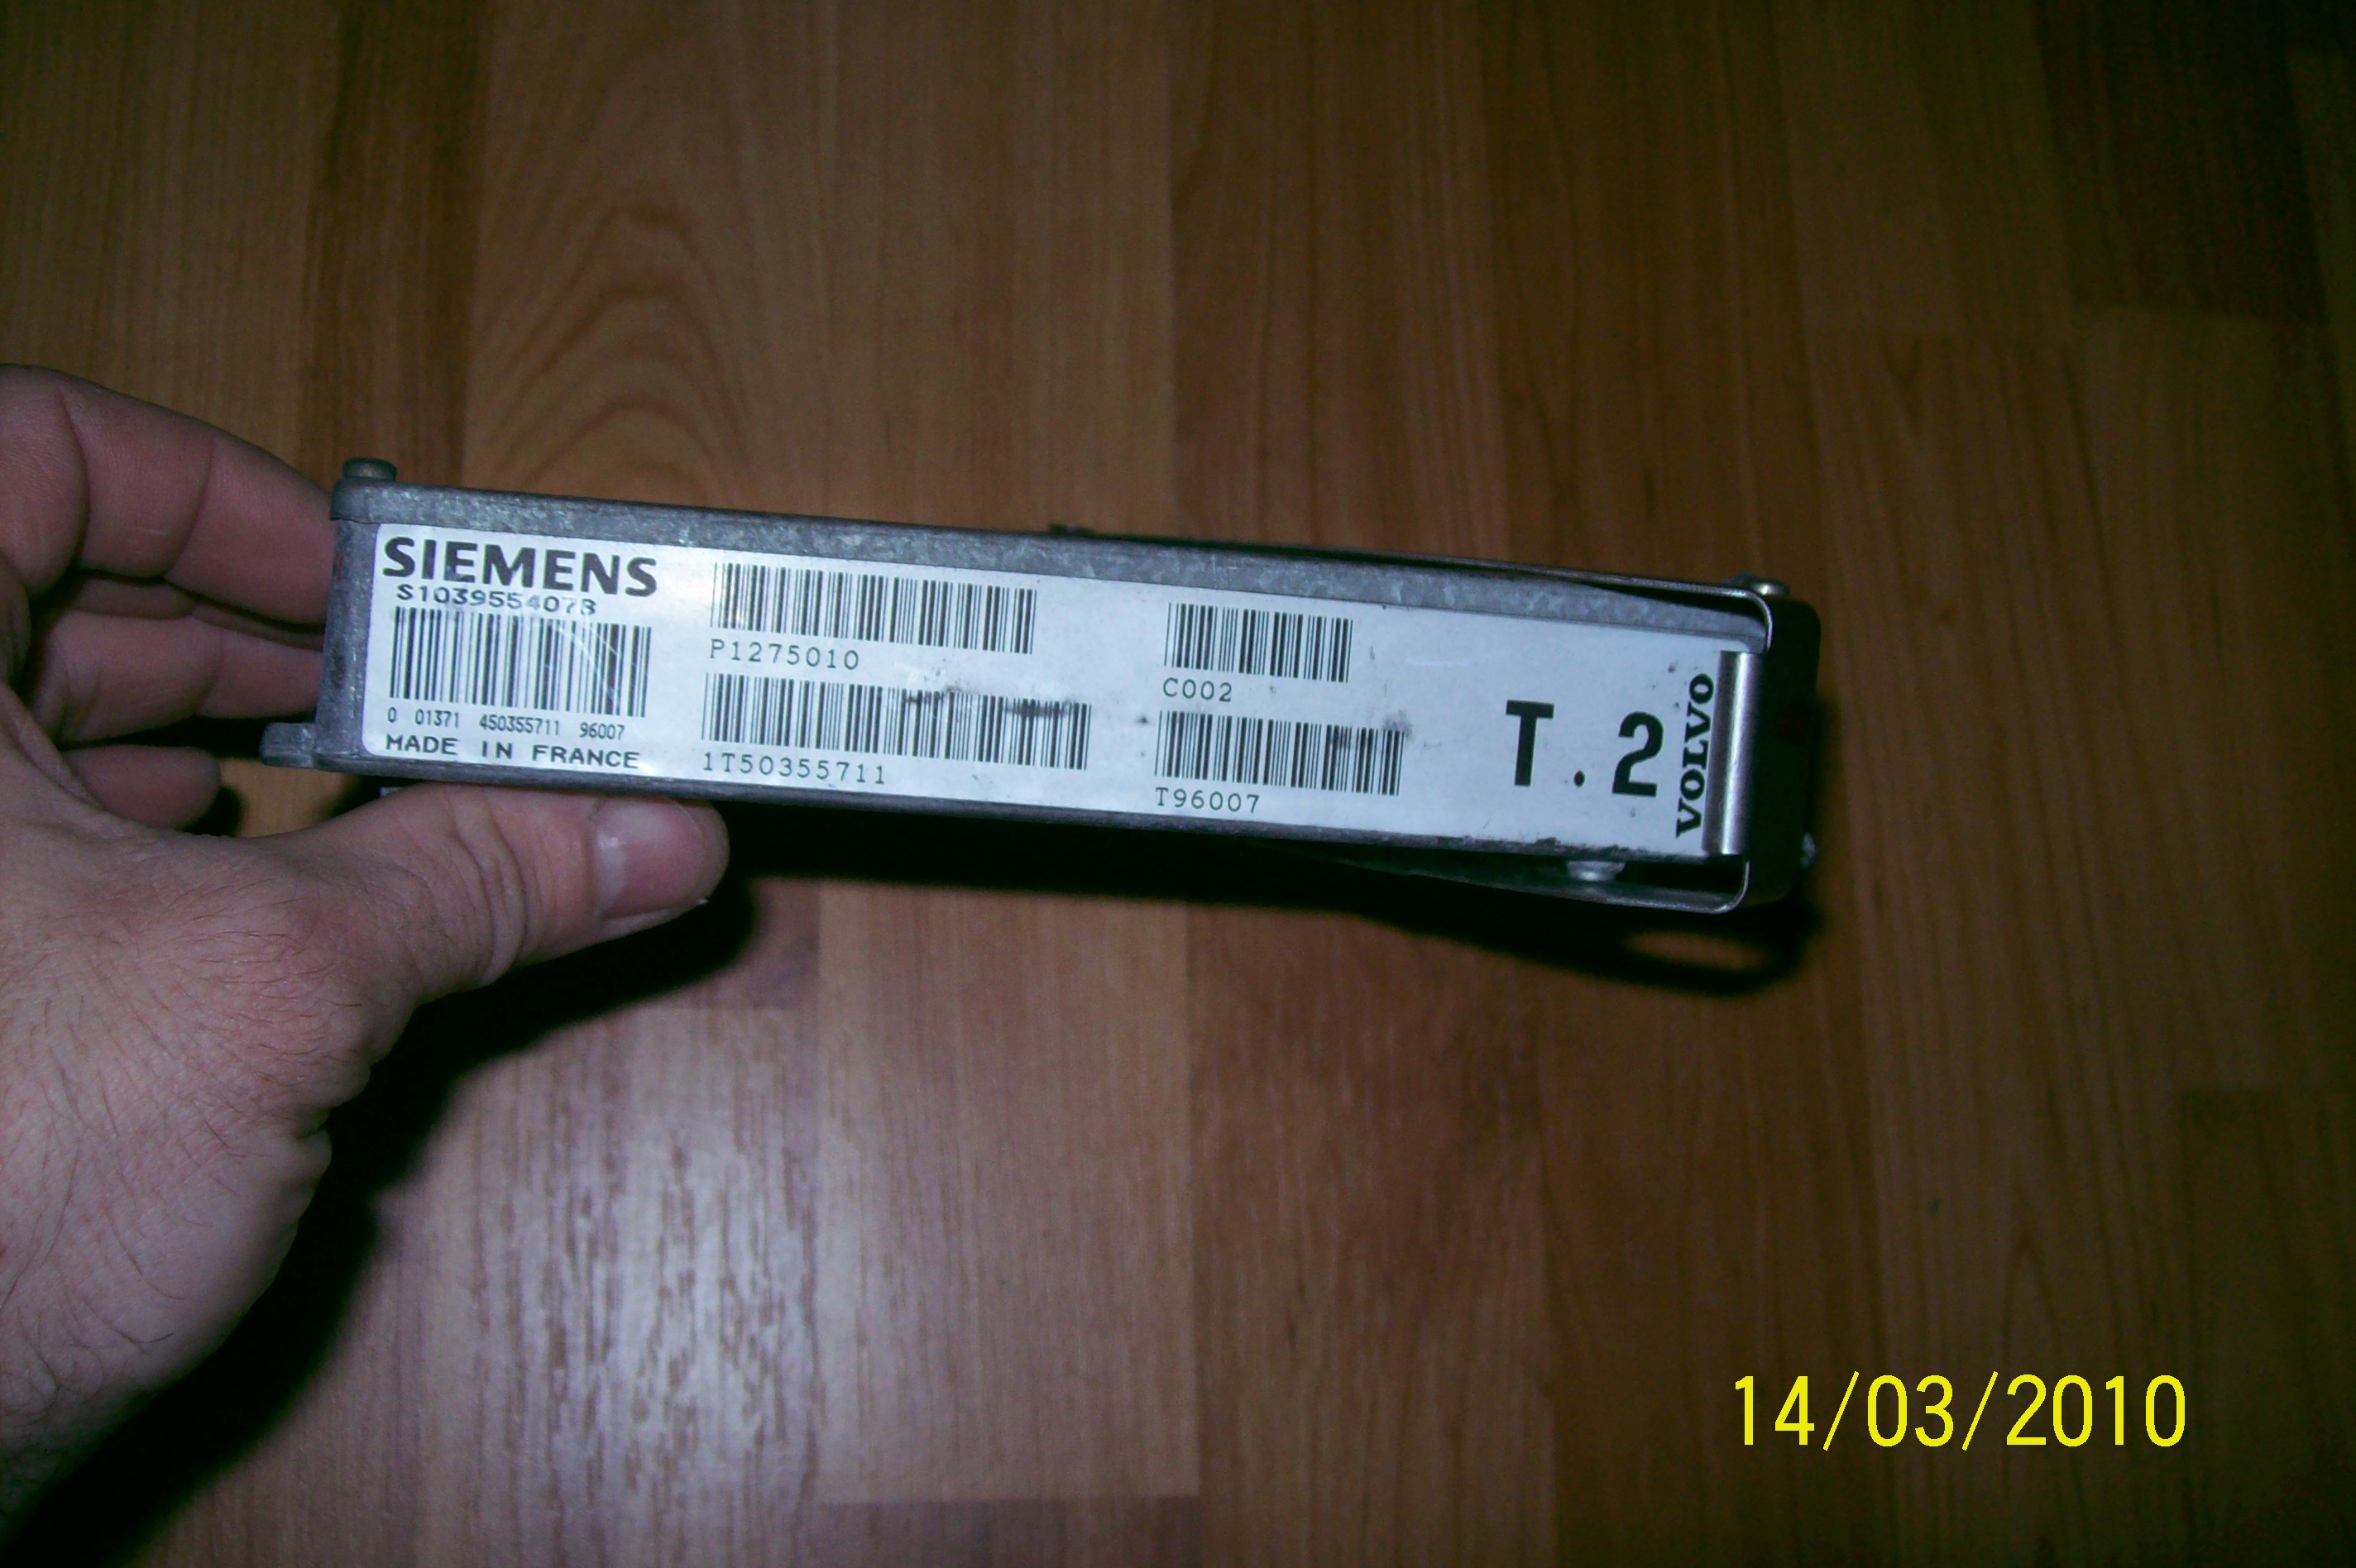 SIEMENS
S103955407B
0 01371 450355711 96007
MADE IN FRANCE
P1275010
1T50355711
C002
T96007
T.2
VOLVO
14/03/2010